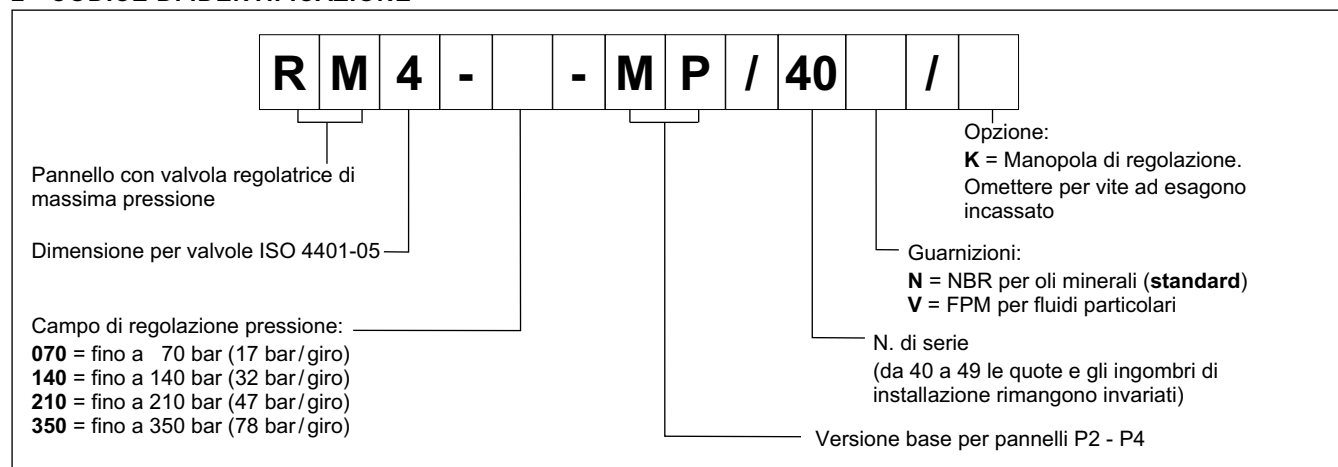 R M 4 - - M P / 40 /
Opzione:
K = Manopola di regolazione.
Omettere per vite ad esagono
incassato
Pannello con valvola regolatrice di
massima pressione
Dimensione per valvole ISO 4401-05
Guarnizioni:
N = NBR per oli minerali (standard)
V = FPM per fluidi particolari
Campo di regolazione pressione:
070 = fino a 70 bar (17 bar/giro)
140 = fino a 140 bar (32 bar/giro)
210 = fino a 210 bar (47 bar/giro)
350 = fino a 350 bar (78 bar/giro)
N. di serie
(da 40 a 49 le quote e gli ingombri di
installazione rimangono invariati)
Versione base per pannelli P2 - P4